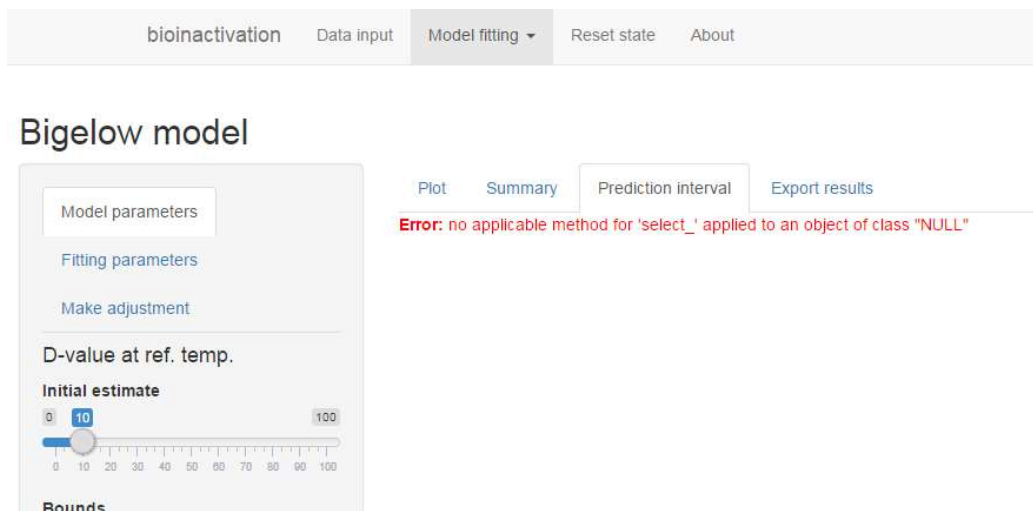 bioinactivation Data input Model fitting Reset state About
Bigelow model
Model parameters
Fitting parameters
Make adjustment
D-value at ref. temp.
Initial estimate
0 10 100
0 10 20 30 40 50 60 70 80 90 100
Bounds
Plot Summary Prediction interval Export results
Error: no applicable method for 'select_' applied to an object of class "NULL"